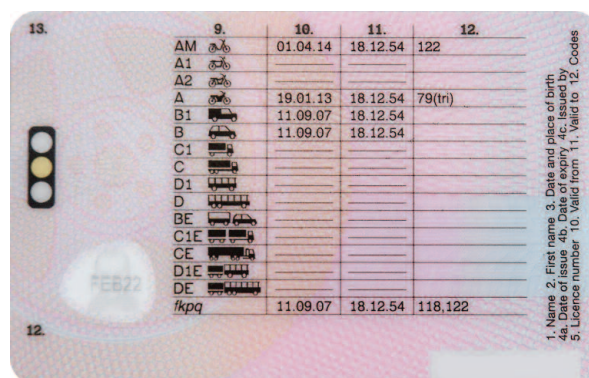 13. 9. 10. 11. 12.
AM 01.04.14 18.12.54 122
A1
A2
A 19.01.13 18.12.54 79(tri)
B1 11.09.07 18.12.54
B 11.09.07 18.12.54
C1
C
D1
D
BE
C1E
CE
D1E
DE
fkpq 11.09.07 18.12.54 118,122
12.
FEB22
1. Name 2. First name 3. Date and place of birth
4a. Date of issue 4b. Date of expiry 4c. Issued by
5. Licence number 10. Valid from 11. Valid to 12. Codes